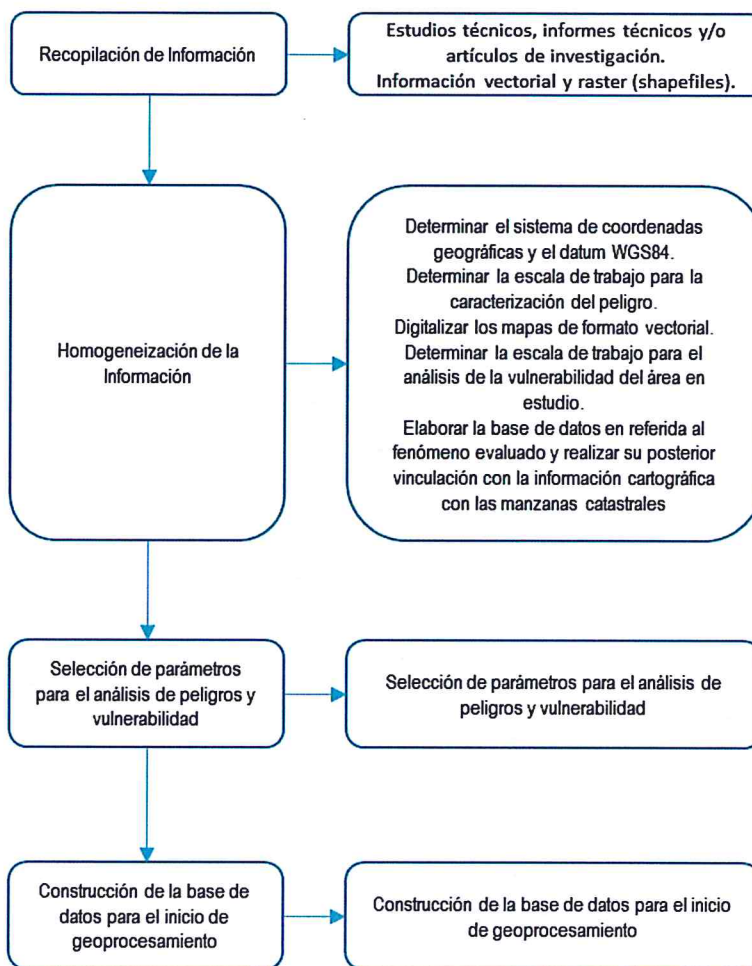 Recopilación de Información
Estudios técnicos, informes técnicos y/o
artículos de investigación.
Información vectorial y raster (shapefiles).
Homogeneización de la
Información
Determinar el sistema de coordenadas
geográficas y el datum WGS84.
Determinar la escala de trabajo para la
caracterización del peligro.
Digitalizar los mapas de formato vectorial.
Determinar la escala de trabajo para el
análisis de la vulnerabilidad del área en
estudio.
Elaborar la base de datos en referida al
fenómeno evaluado y realizar su posterior
vinculación con la información cartográfica
con las manzanas catastrales
Selección de parámetros
para el análisis de peligros y
vulnerabilidad
Selección de parámetros para el análisis de
peligros y vulnerabilidad
Construcción de la base de
datos para el inicio de
geoprocesamiento
Construcción de la base de datos para el inicio
de geoprocesamiento